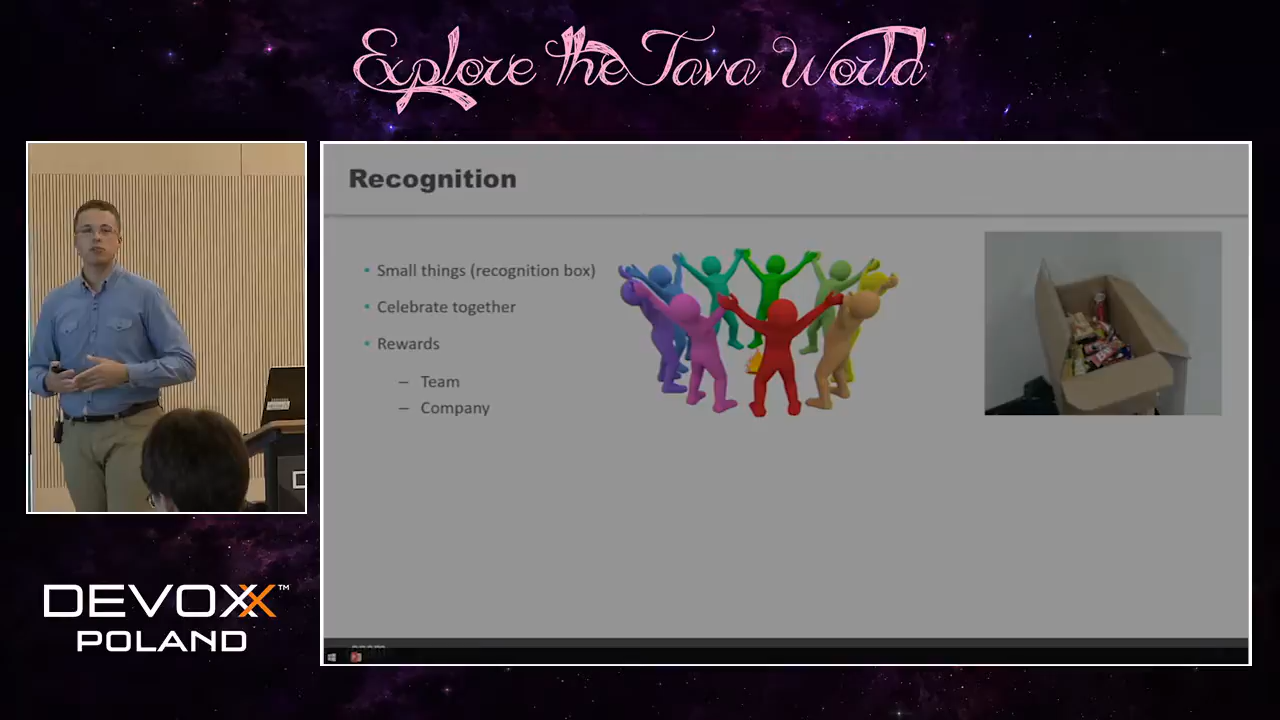 Explore the Java World
Recognition
• Small things (recognition box)
• Celebrate together
• Rewards
– Team
– Company
DEVOXX™
POLAND